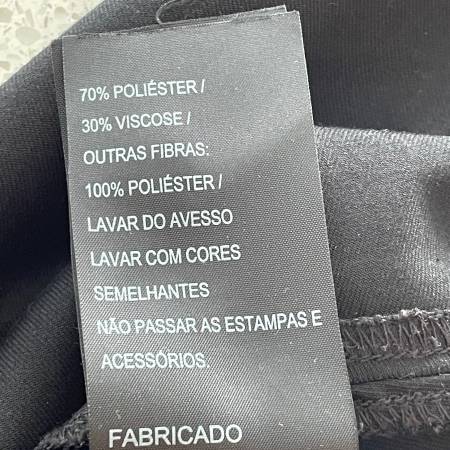 70% POLIÉSTER /
30% VISCOSE /
OUTRAS FIBRAS:
100% POLIÉSTER /
LAVAR DO AVESSO
LAVAR COM CORES
SEMELHANTES
NÃO PASSAR AS ESTAMPAS E
ACESSÓRIOS.
FABRICADO